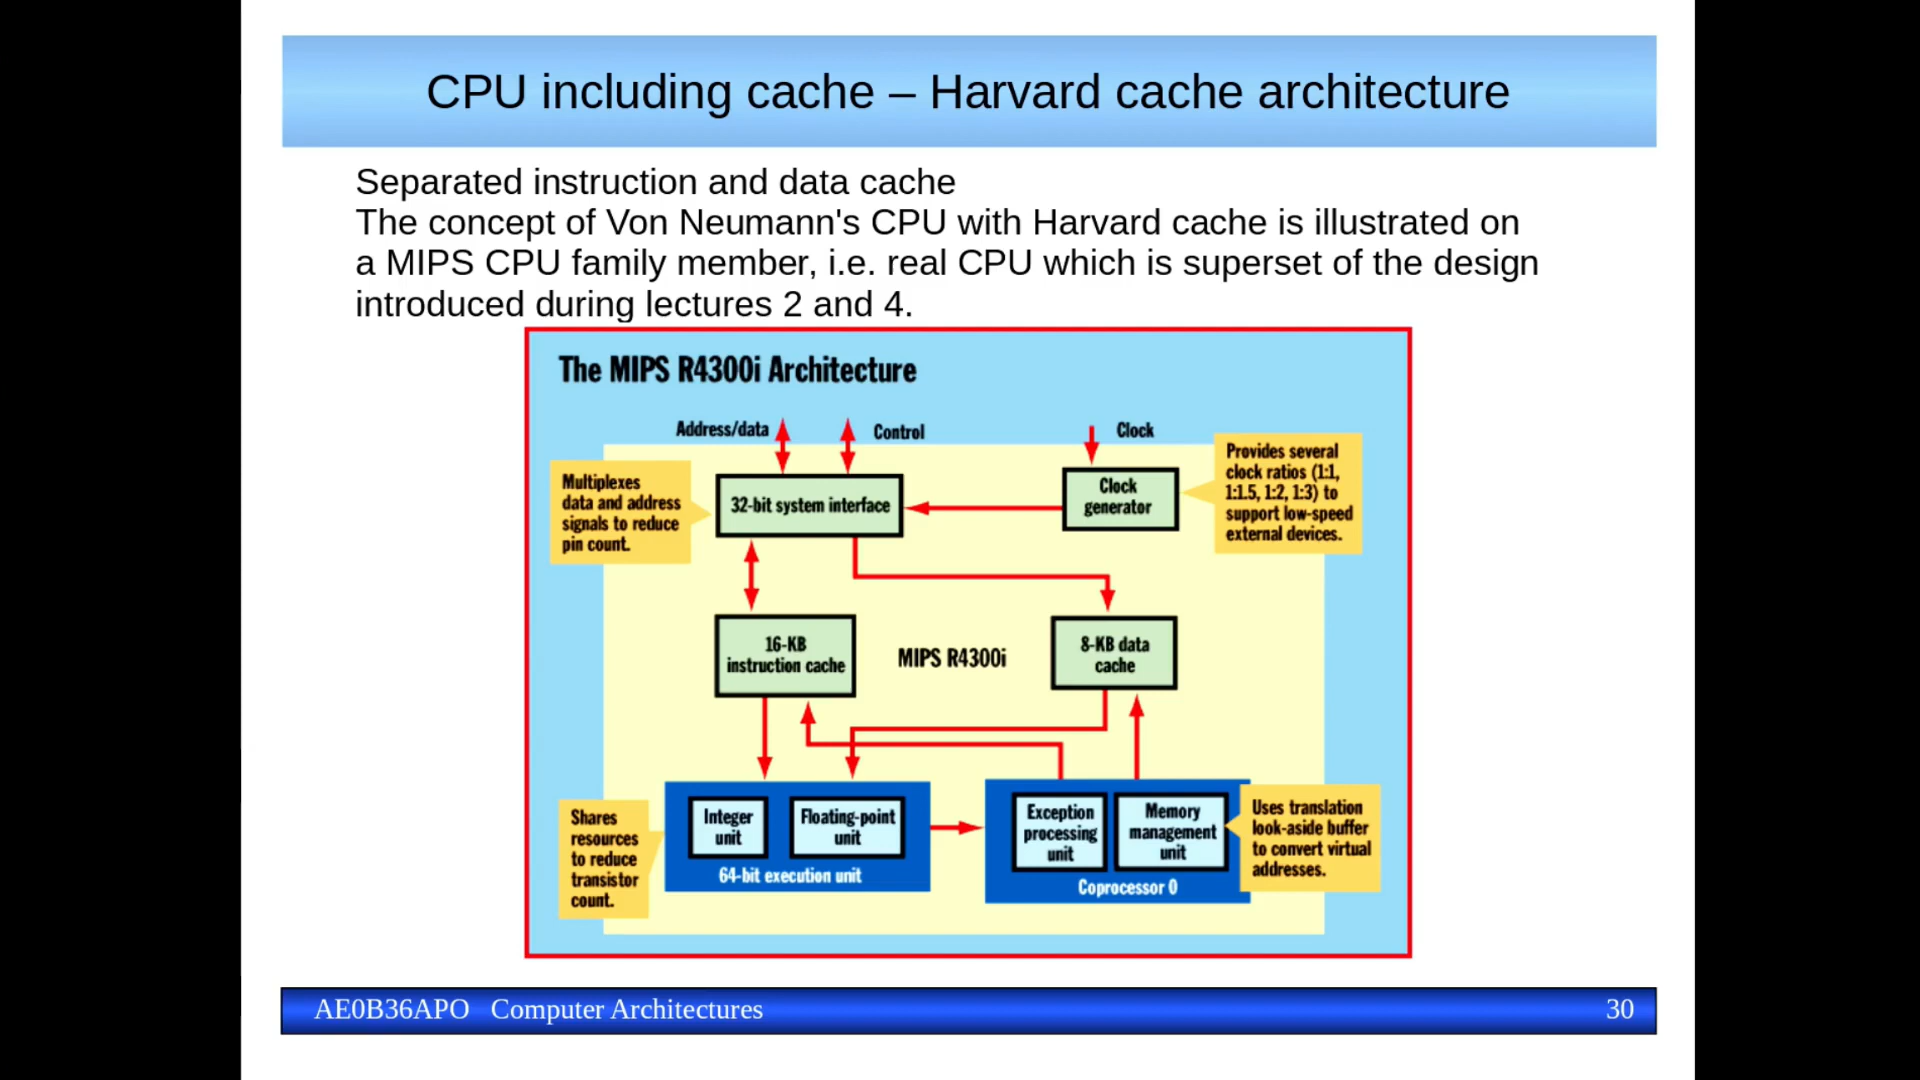 CPU including cache – Harvard cache architecture
Separated instruction and data cache
The concept of Von Neumann's CPU with Harvard cache is illustrated on
a MIPS CPU family member, i.e. real CPU which is superset of the design
introduced during lectures 2 and 4.
The MIPS R4300i Architecture
Address/data
Control
Clock
Multiplexes
data and address
signals to reduce
pin count.
32-bit system interface
Clock
generator
Provides several
clock ratios (1:1,
1:1.5, 1:2, 1:3) to
support low-speed
external devices.
16-KB
instruction cache
MIPS R4300i
8-KB data
cache
Shares
resources
to reduce
transistor
count.
Integer
unit
Floating-point
unit
64-bit execution unit
Exception
processing
unit
Memory
management
unit
Coprocessor 0
Uses translation
look-aside buffer
to convert virtual
addresses.
AE0B36APO Computer Architectures
30